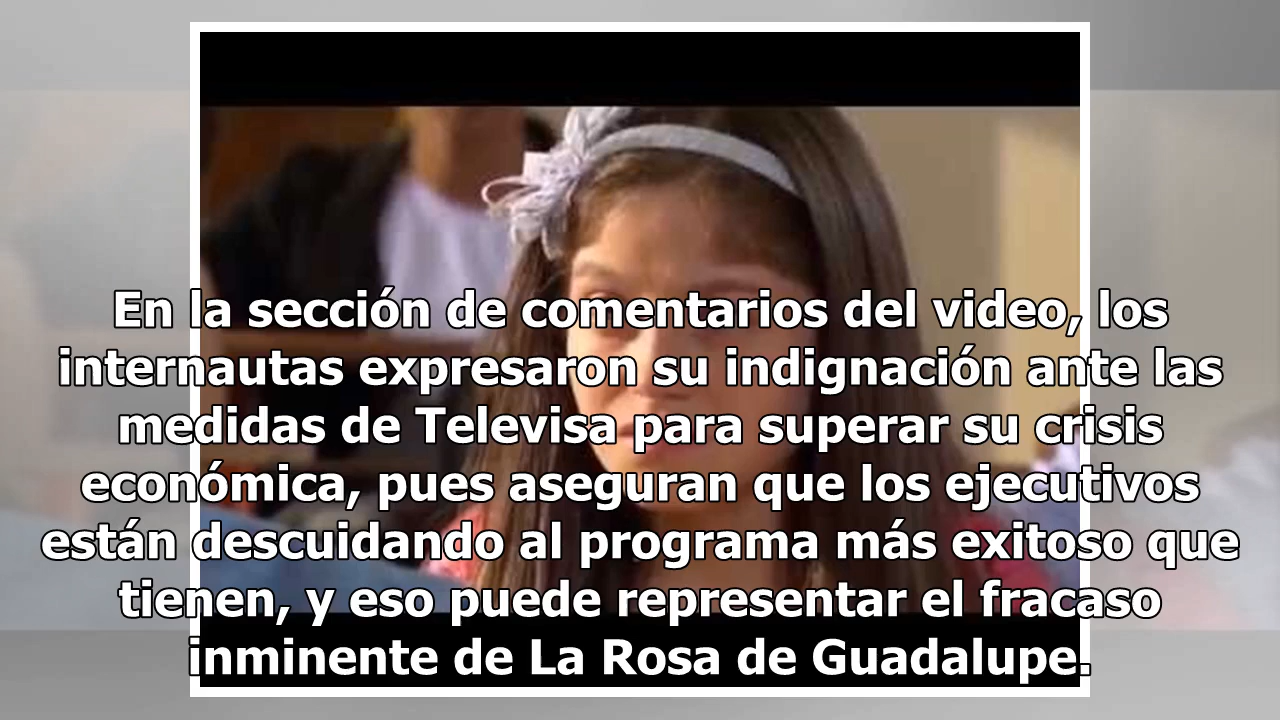 En la sección de comentarios del video, los
internautas expresaron su indignación ante las
medidas de Televisa para superar su crisis
económica, pues aseguran que los ejecutivos
están descuidando al programa más exitoso que
tienen, y eso puede representar el fracaso
inminente de La Rosa de Guadalupe.